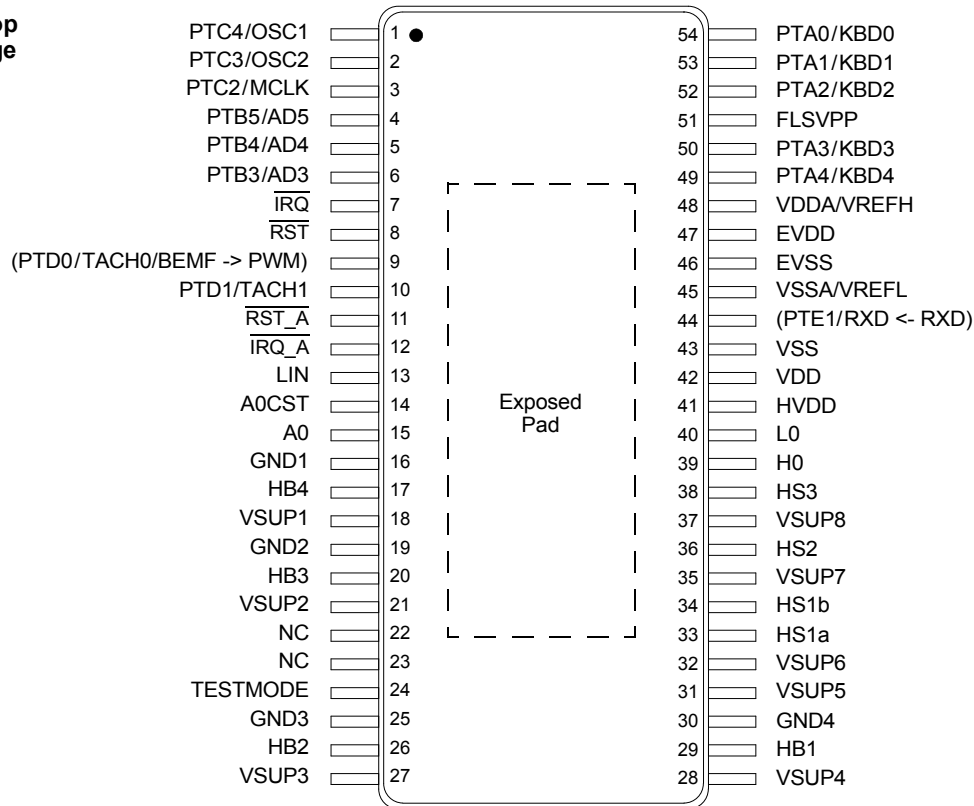 op
ge
PTC4/OSC1 1 54 PTA0/KBD0
PTC3/OSC2 2 53 PTA1/KBD1
PTC2/MCLK 3 52 PTA2/KBD2
PTB5/AD5 4 51 FLSVPP
PTB4/AD4 5 50 PTA3/KBD3
PTB3/AD3 6 49 PTA4/KBD4
IRQ 7 48 VDDA/VREFH
RST 8 47 EVDD
(PTD0/TACH0/BEMF -> PWM) 9 46 EVSS
PTD1/TACH1 10 45 VSSA/VREFL
RST_A 11 44 (PTE1/RXD <- RXD)
IRQ_A 12 43 VSS
LIN 13 42 VDD
A0CST 14 41 HVDD
A0 15 40 L0
GND1 16 39 H0
HB4 17 38 HS3
VSUP1 18 37 VSUP8
GND2 19 36 HS2
HB3 20 35 VSUP7
VSUP2 21 34 HS1b
NC 22 33 HS1a
NC 23 32 VSUP6
TESTMODE 24 31 VSUP5
GND3 25 30 GND4
HB2 26 29 HB1
VSUP3 27 28 VSUP4
Exposed
Pad